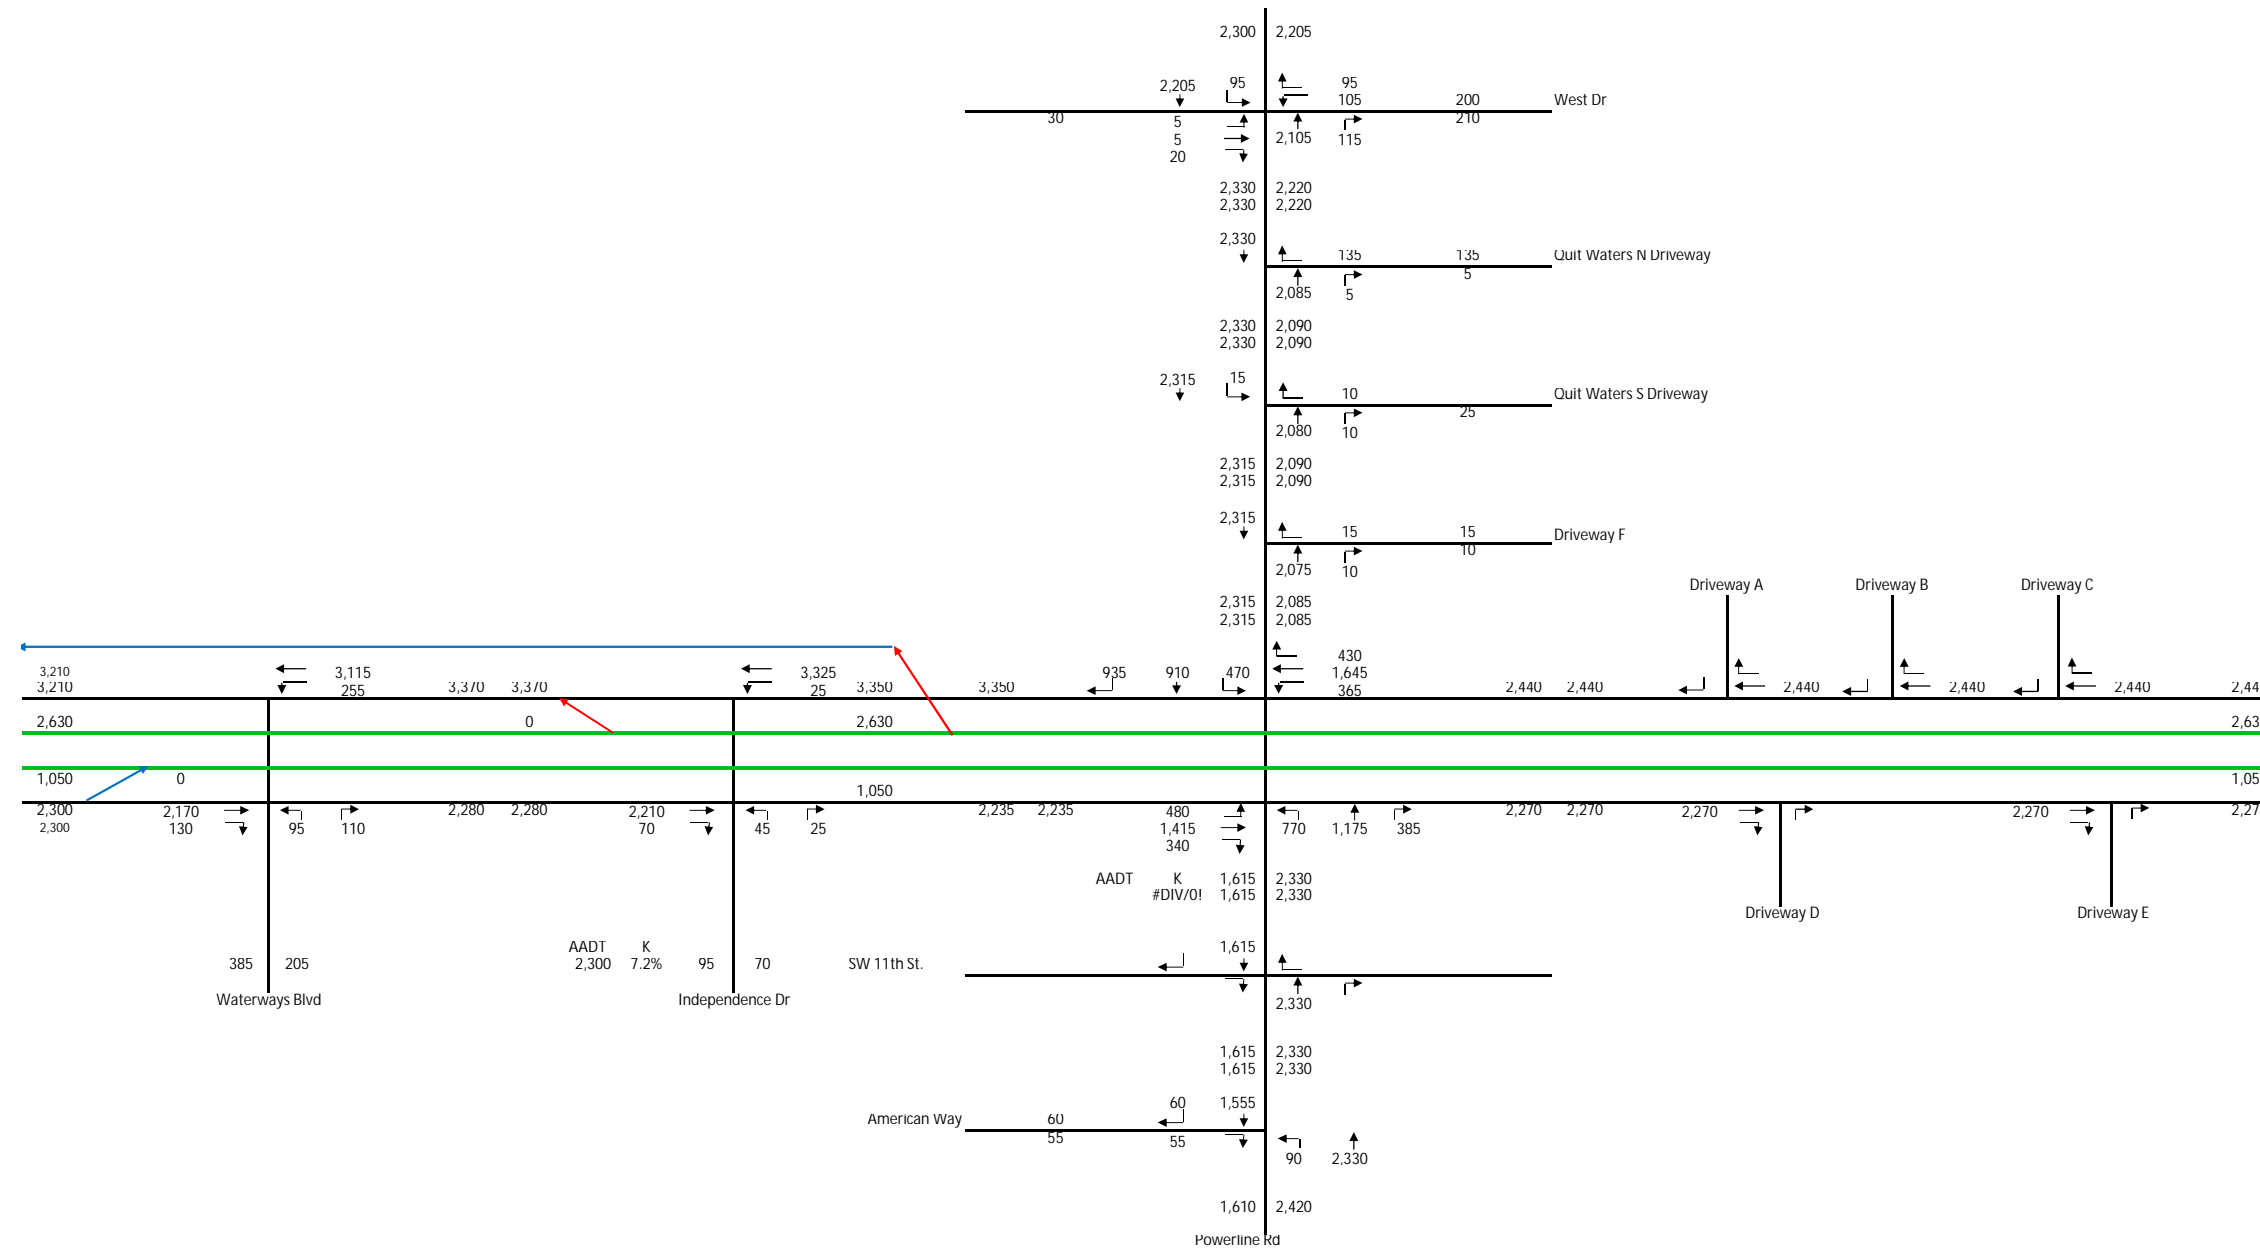 2,300 2,205
2,205 95 95
105 200 West Dr
30 5 210
5 2,105 115
20
2,330 2,220
2,330 2,220
2,330
135 135 Quit Waters N Driveway
5
2,085 5
2,330 2,090
2,330 2,090
2,315 15
10 Quit Waters S Driveway
25
2,080 10
2,315 2,090
2,315 2,090
2,315
15 15 Driveway F
10
2,075 10
Driveway A Driveway B Driveway C
2,315 2,085
2,315 2,085
430
3,210 3,115 3,325 935 910 470 1,645
3,210 255 3,370 3,370 25 3,350 3,350 365 2,440 2,440 2,440 2,440 2,440 2,44
2,630 0 2,630 2,63
1,050 0 1,05
1,050
2,300 2,170 2,280 2,280 2,210 2,235 2,235 480 2,270 2,270 2,270 2,270 2,27
2,300 130 95 110 70 45 25 1,415 770 1,175 385
340
AADT K 1,615 2,330
#DIV/0! 1,615 2,330
Driveway D Driveway E
AADT K 1,615
385 205 2,300 7.2% 95 70 SW 11th St.
Waterways Blvd Independence Dr 2,330
1,615 2,330
1,615 2,330
60 1,555
American Way 60
55 55
90 2,330
1,610 2,420
Powerline Rd